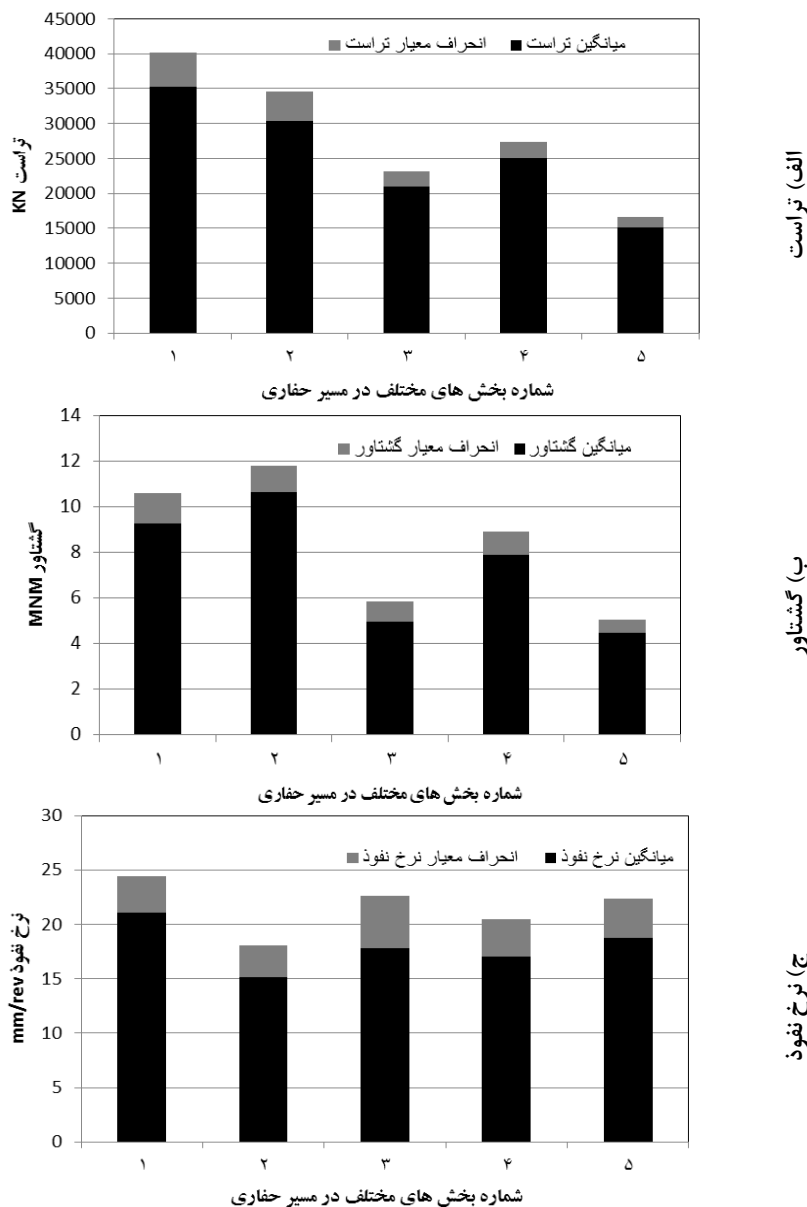 45000
40000
35000
30000
25000
20000
15000
10000
5000
0
تراست KN
انحراف معیار تراست
میانگین تراست
۱ ۲ ۳ ۴ ۵
شماره بخش های مختلف در مسیر حفاری
الف) تراست
14
12
10
8
6
4
2
0
گشتاور MNM
انحراف معیار گشتاور
میانگین گشتاور
۱ ۲ ۳ ۴ ۵
شماره بخش های مختلف در مسیر حفاری
ب) گشتاور
30
25
20
15
10
5
0
نرخ نفوذ mm/rev
انحراف معیار نرخ نفوذ
میانگین نرخ نفوذ
۱ ۲ ۳ ۴ ۵
شماره بخش های مختلف در مسیر حفاری
ج) نرخ نفوذ